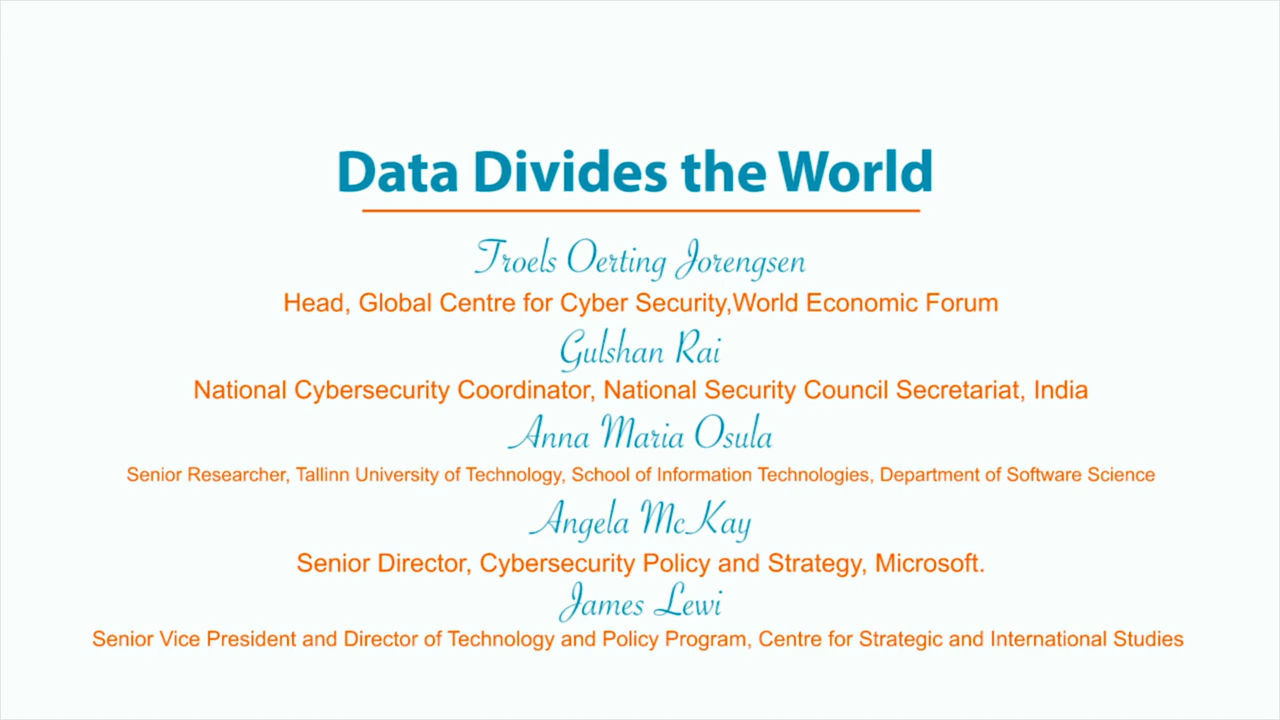 Data Divides the World
Troels Oerting Jorengsen
Head, Global Centre for Cyber Security,World Economic Forum
Gulshan Rai
National Cybersecurity Coordinator, National Security Council Secretariat, India
Anna Maria Osula
Senior Researcher, Tallinn University of Technology, School of Information Technologies, Department of Software Science
Angela McKay
Senior Director, Cybersecurity Policy and Strategy, Microsoft.
James Lewi
Senior Vice President and Director of Technology and Policy Program, Centre for Strategic and International Studies